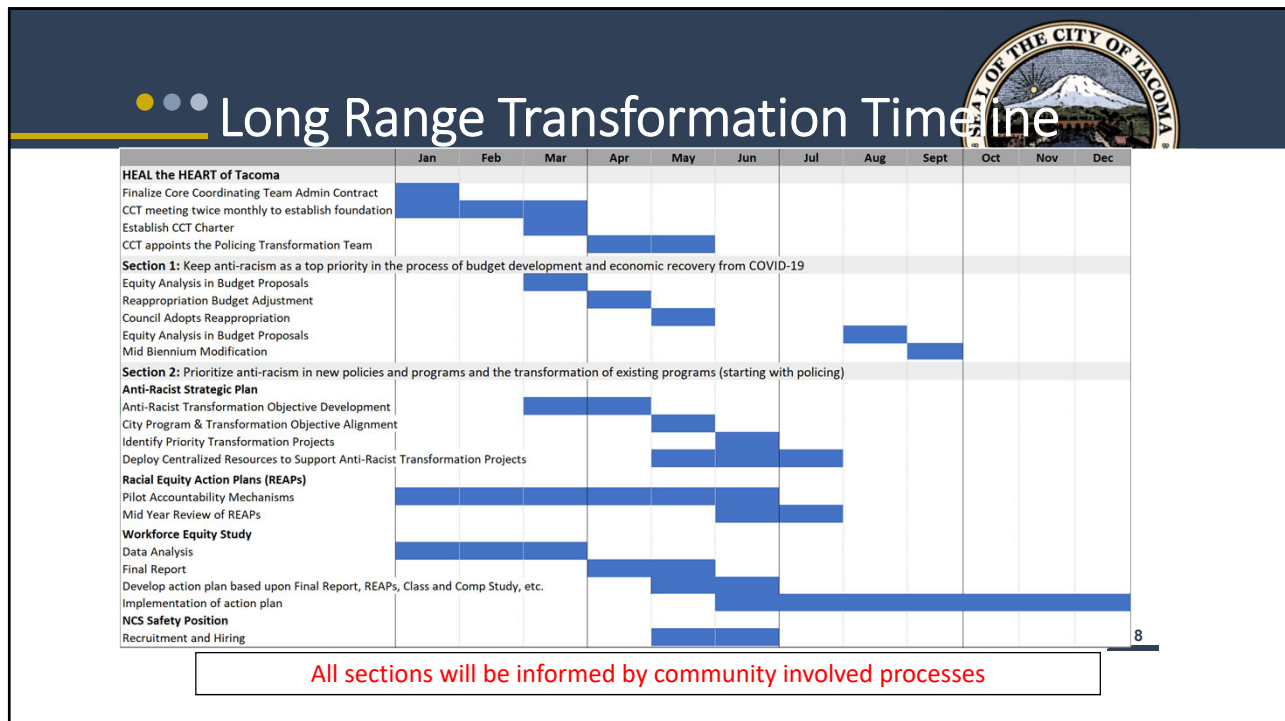 SEAL OF THE CITY OF TACOMA
Long Range Transformation Timeline
Jan Feb Mar Apr May Jun Jul Aug Sept Oct Nov Dec
HEAL the HEART of Tacoma
Finalize Core Coordinating Team Admin Contract
CCT meeting twice monthly to establish foundation
Establish CCT Charter
CCT appoints the Policing Transformation Team
Section 1: Keep anti-racism as a top priority in the process of budget development and economic recovery from COVID-19
Equity Analysis in Budget Proposals
Reappropriation Budget Adjustment
Council Adopts Reappropriation
Equity Analysis in Budget Proposals
Mid Biennium Modification
Section 2: Prioritize anti-racism in new policies and programs and the transformation of existing programs (starting with policing)
Anti-Racist Strategic Plan
Anti-Racist Transformation Objective Development
City Program & Transformation Objective Alignment
Identify Priority Transformation Projects
Deploy Centralized Resources to Support Anti-Racist Transformation Projects
Racial Equity Action Plans (REAPs)
Pilot Accountability Mechanisms
Mid Year Review of REAPs
Workforce Equity Study
Data Analysis
Final Report
Develop action plan based upon Final Report, REAPs, Class and Comp Study, etc.
Implementation of action plan
NCS Safety Position
Recruitment and Hiring
8
All sections will be informed by community involved processes